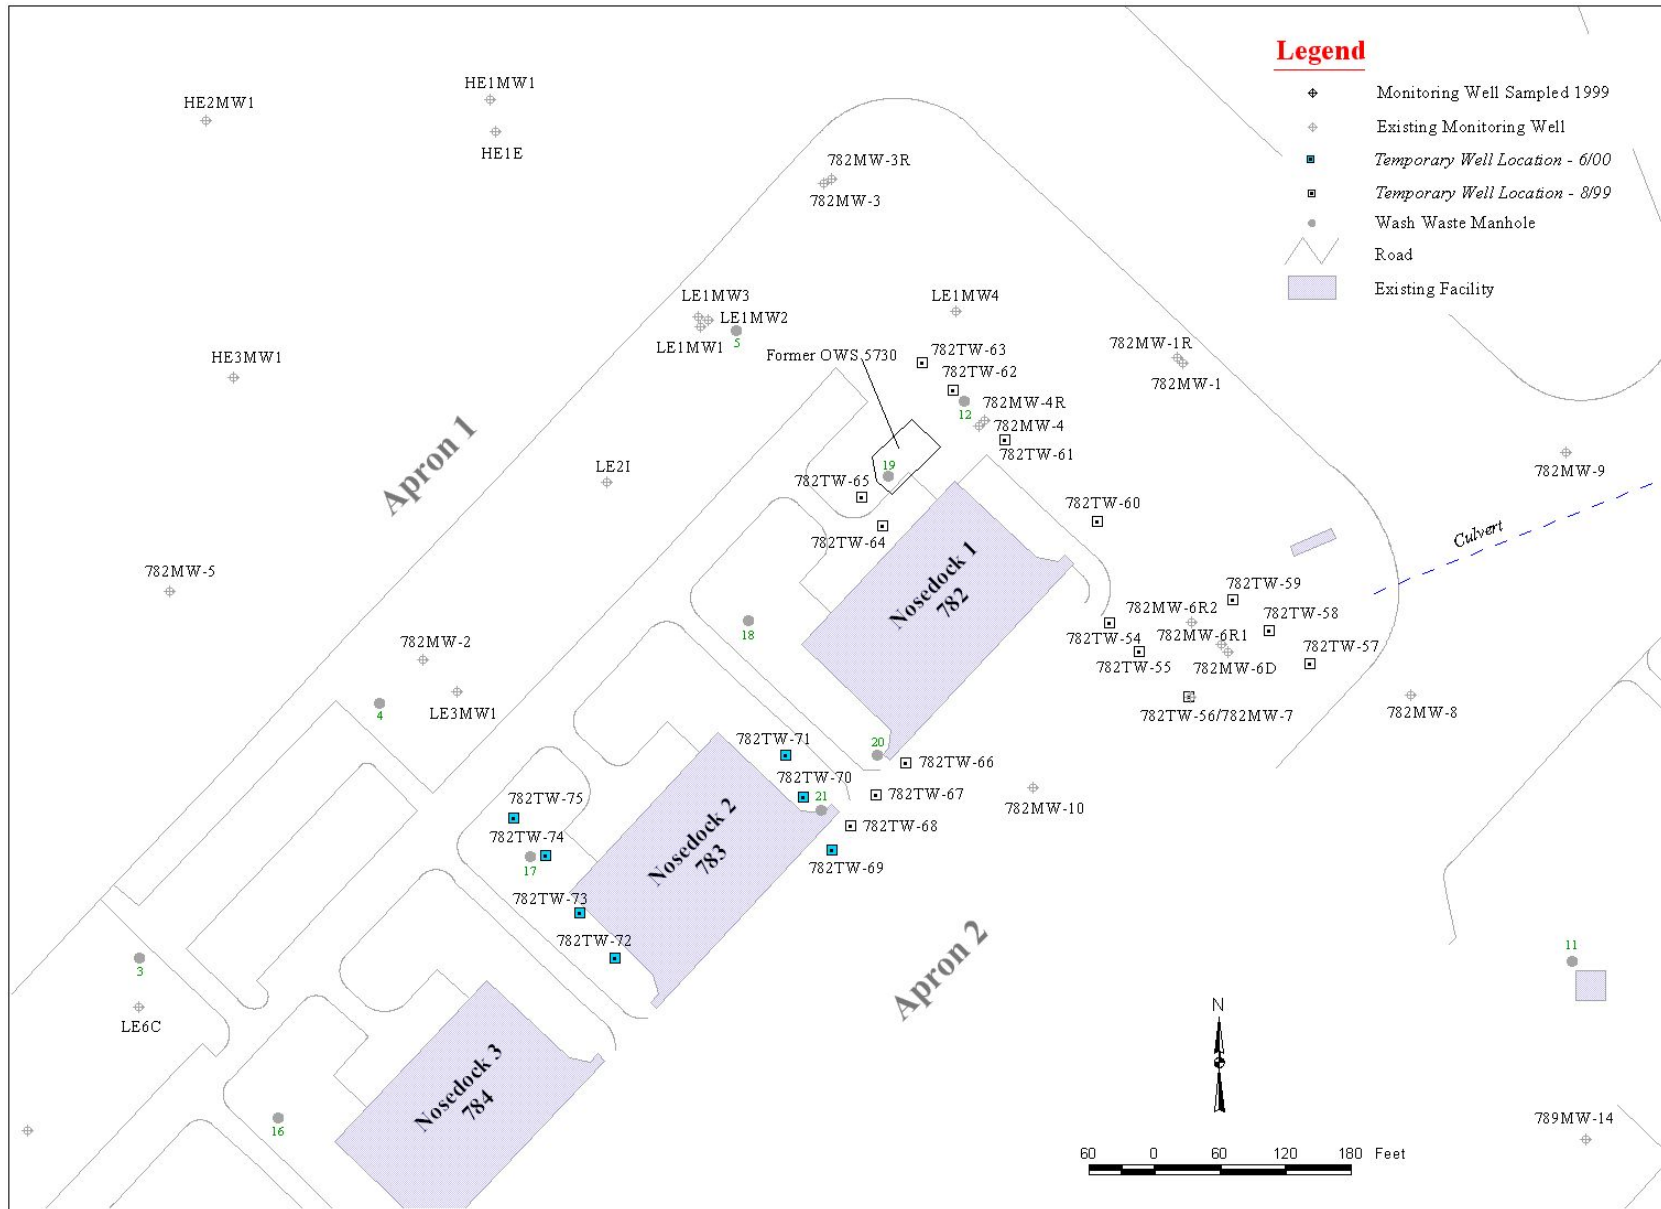 Legend
Monitoring Well Sampled 1999
Existing Monitoring Well
Temporary Well Location - 6/00
Temporary Well Location - 8/99
Wash Waste Manhole
Road
Existing Facility
HE1MW1
HE2MW1
HE1E
782MW-3R
782MW-3
LE1MW3
LE1MW4
LE1MW2
LE1MW1
5
782MW-1R
HE3MW1
Former OWS 5730
782TW-63
782TW-62
782MW-1
12
782MW-4R
782MW-4
782TW-61
Apron 1
LE2I
19
782TW-65
782MW-9
782TW-60
782TW-64
Culvert
Nosedock 1
782
782MW-5
782TW-59
782MW-6R2
782TW-58
18
782TW-54
782MW-6R1
782MW-2
782TW-57
782TW-55
782MW-6D
4
LE3MW1
782TW-56/782MW-7
782MW-8
782TW-71
20
782TW-66
782TW-70
782TW-75
21
782TW-67
782MW-10
782TW-74
782TW-68
Nosedock 2
783
17
782TW-69
782TW-73
782TW-72
Apron 2
11
3
LE6C
N
Nosedock 3
784
16
789MW-14
60 0 60 120 180 Feet